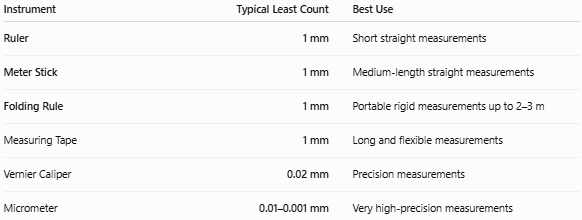 Instrument Typical Least Count Best Use
Ruler 1 mm Short straight measurements
Meter Stick 1 mm Medium-length straight measurements
Folding Rule 1 mm Portable rigid measurements up to 2–3 m
Measuring Tape 1 mm Long and flexible measurements
Vernier Caliper 0.02 mm Precision measurements
Micrometer 0.01–0.001 mm Very high-precision measurements